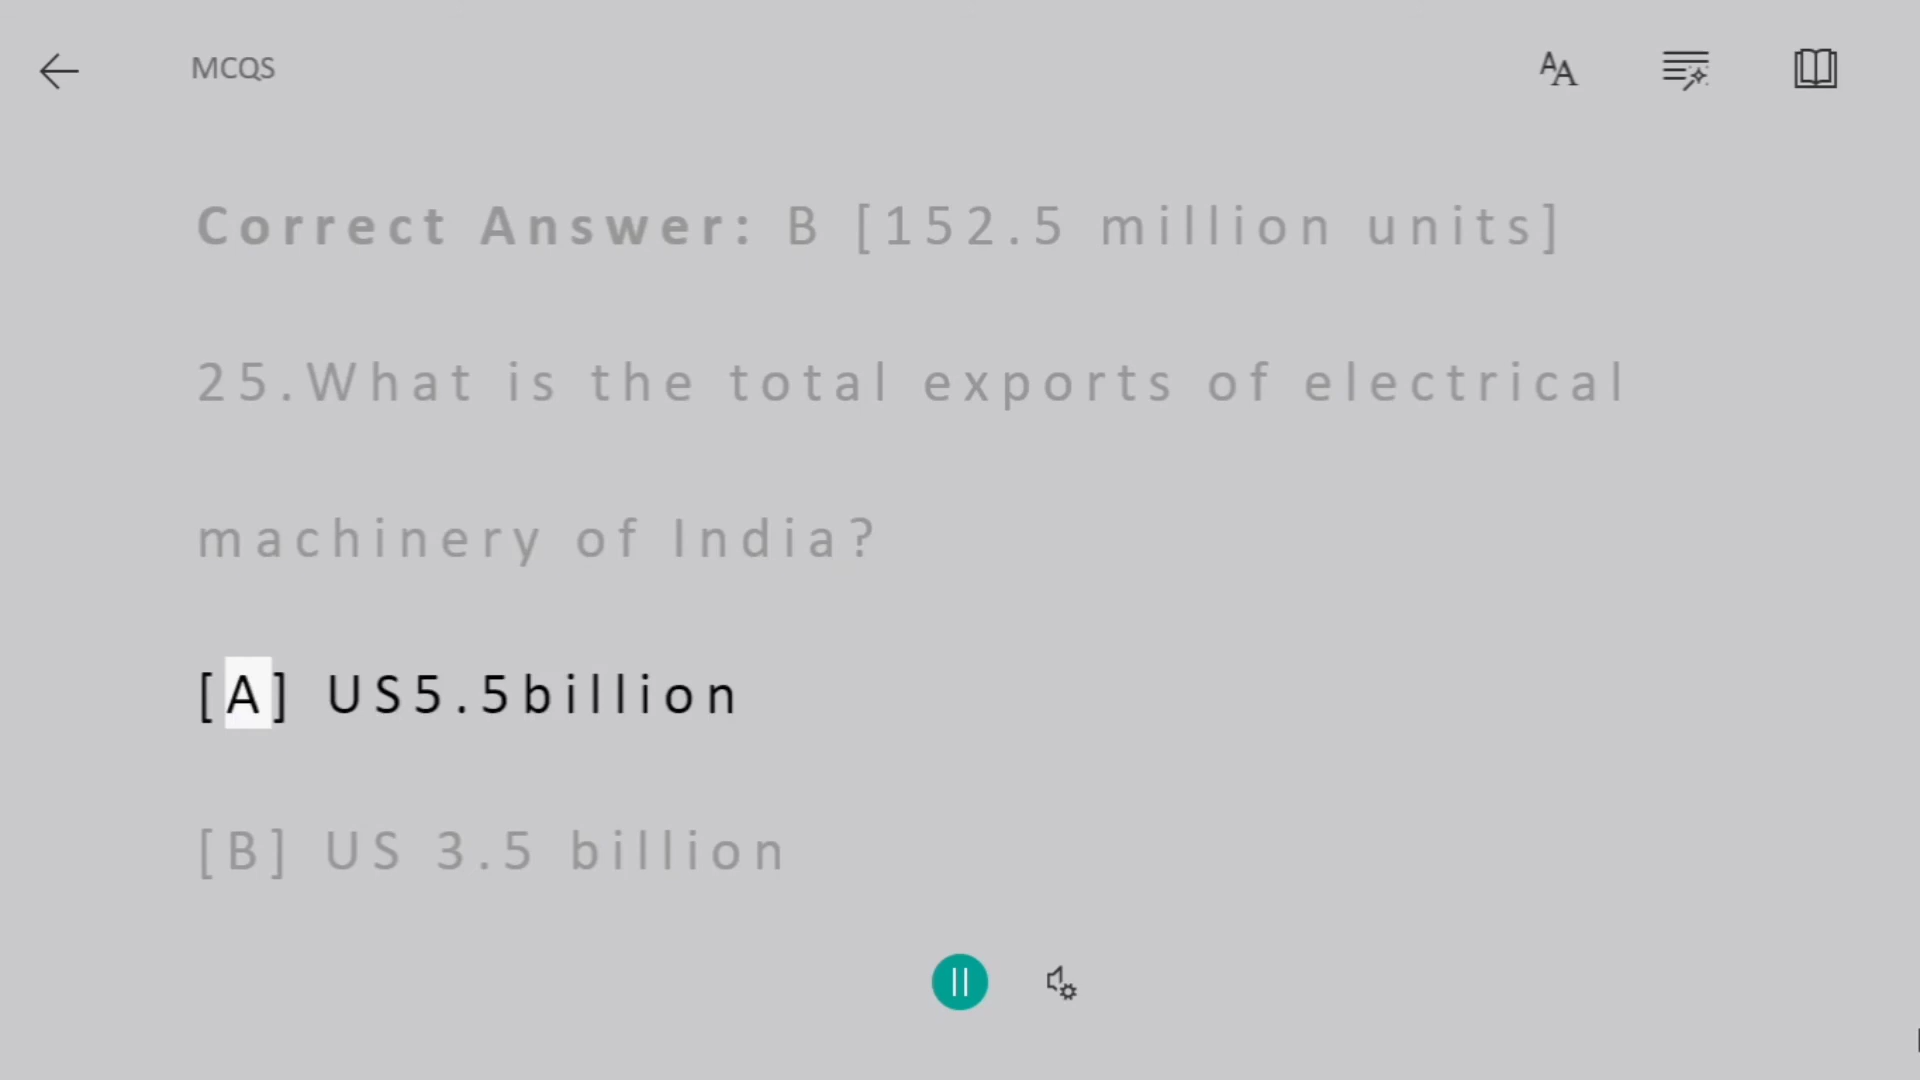 MCQS
Correct Answer: B [152.5 million units]
25.What is the total exports of electrical
machinery of India?
[A] US5.5billion
[B] US 3.5 billion